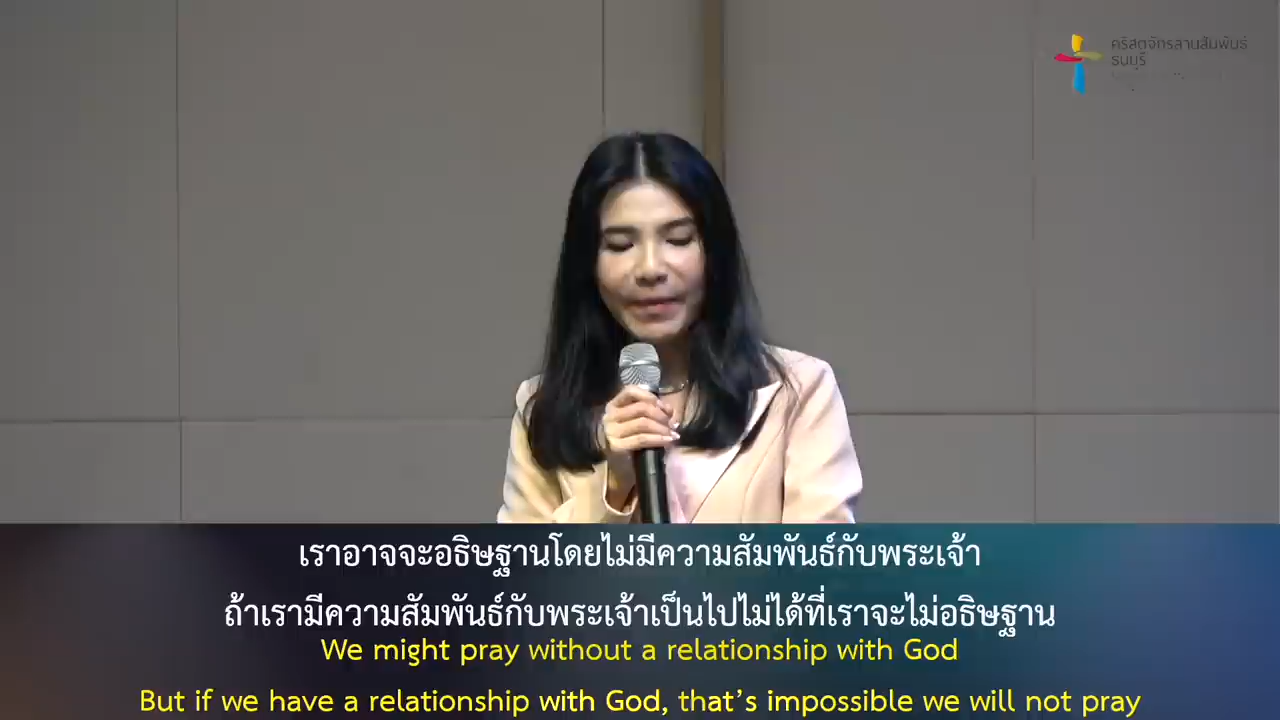 คริสตจักรสานสัมพันธ์
ธนบุรี
เราอาจจะอธิษฐานโดยไม่มีความสัมพันธ์กับพระเจ้า
ถ้าเรามีความสัมพันธ์กับพระเจ้าเป็นไปไม่ได้ที่เราจะไม่อธิษฐาน
We might pray without a relationship with God
But if we have a relationship with God, that’s impossible we will not pray